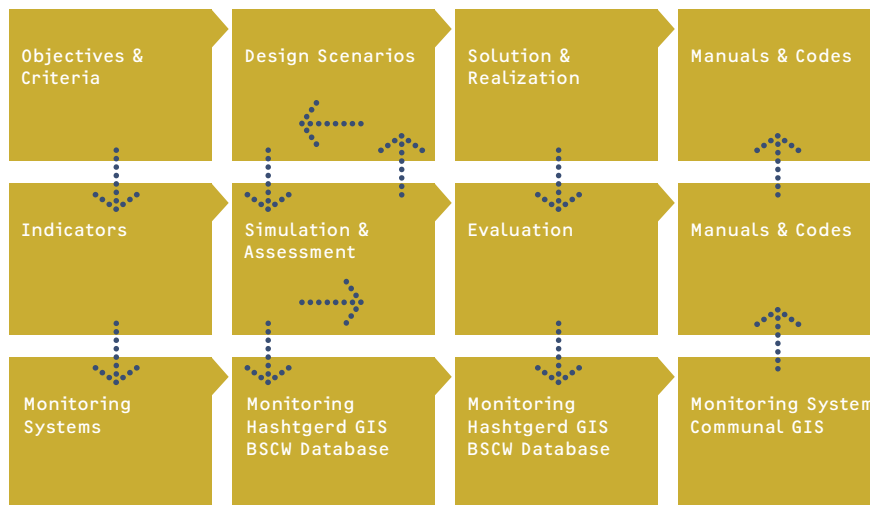 Objectives &
Criteria
Design Scenarios
Solution &
Realization
Manuals & Codes
Indicators
Simulation &
Assessment
Evaluation
Manuals & Codes
Monitoring
Systems
Monitoring
Hashtgerd GIS
BSCW Database
Monitoring
Hashtgerd GIS
BSCW Database
Monitoring System
Communal GIS